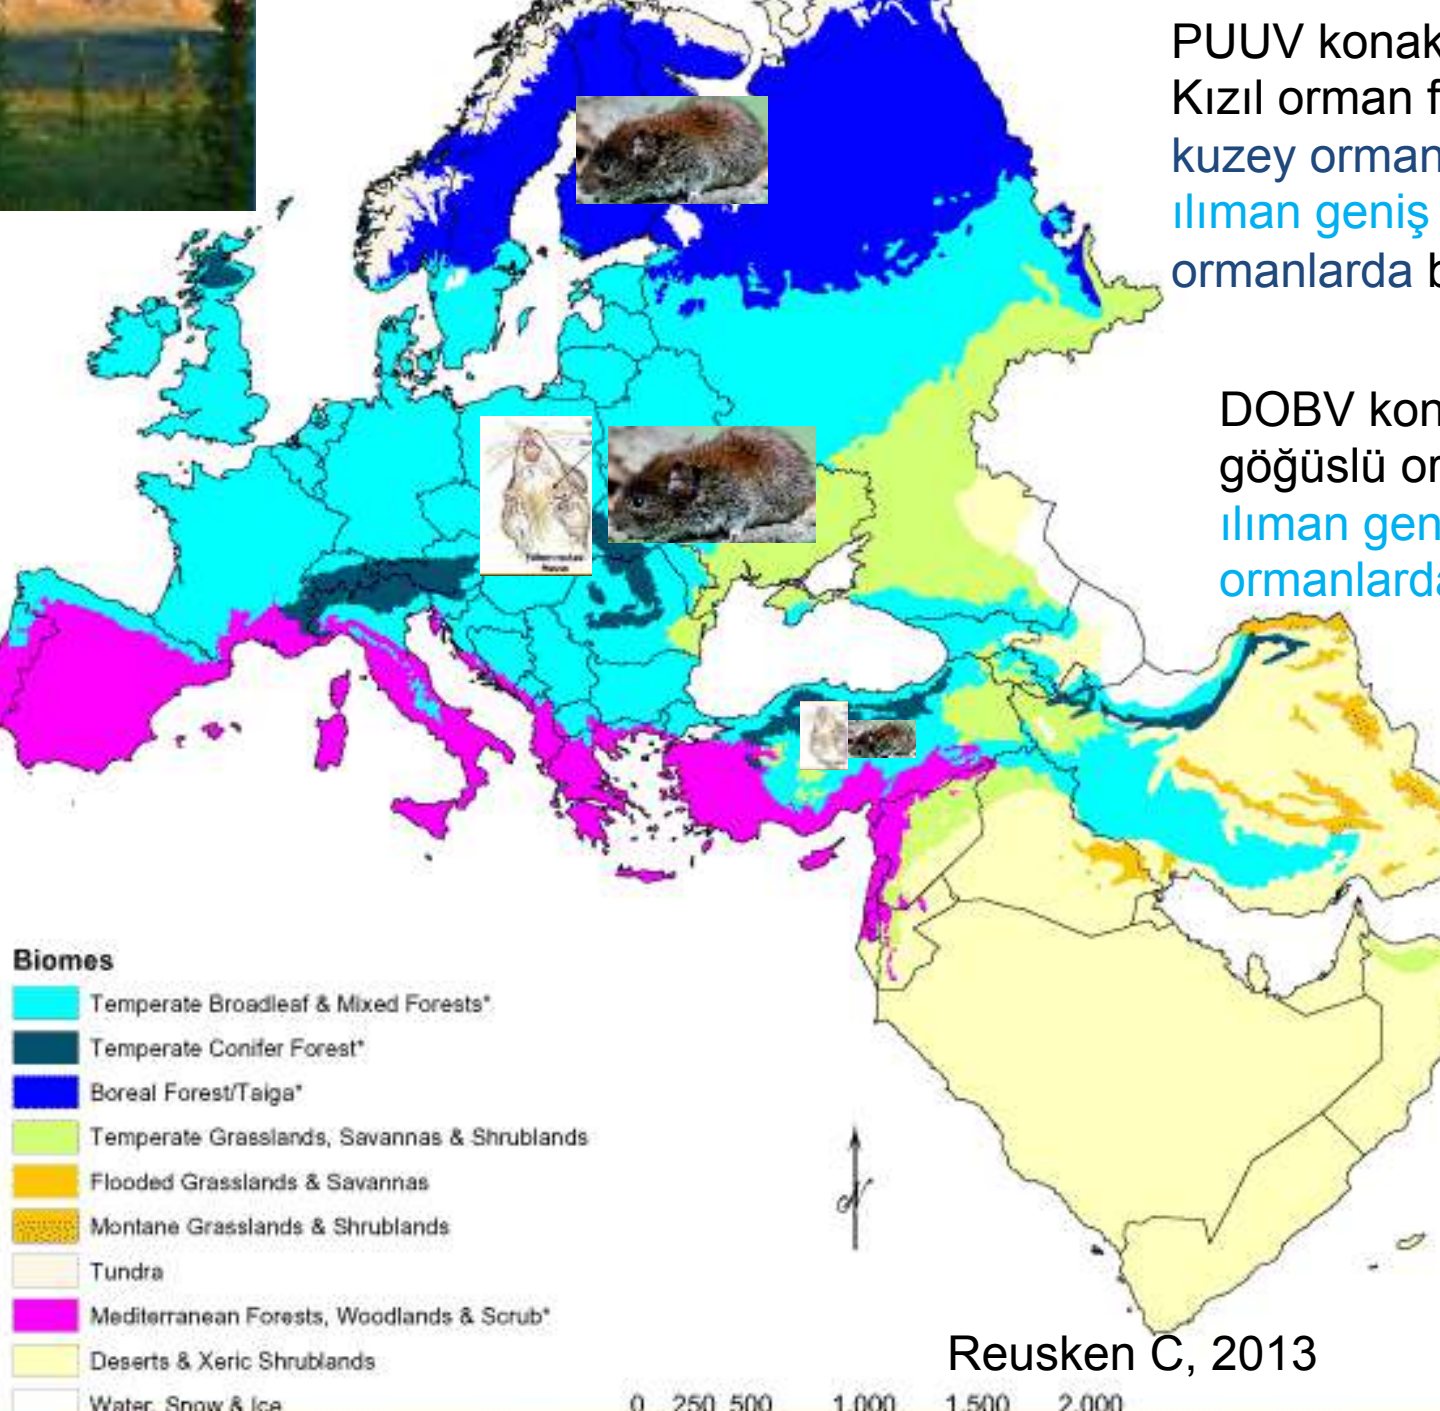 PUUV konak
Kızıl orman f
kuzey orman
ılıman geniş
ormanlarda b
DOBV kon
göğüslü or
ılıman gen
ormanlarda
Biomes
Temperate Broadleaf & Mixed Forests*
Temperate Conifer Forest*
Boreal Forest/Taiga*
Temperate Grasslands, Savannas & Shrublands
Flooded Grasslands & Savannas
Montane Grasslands & Shrublands
Tundra
Mediterranean Forests, Woodlands & Scrub*
Deserts & Xeric Shrublands
Water, Snow & Ice
Reusken C, 2013
0 250 500 1,000 1,500 2,000